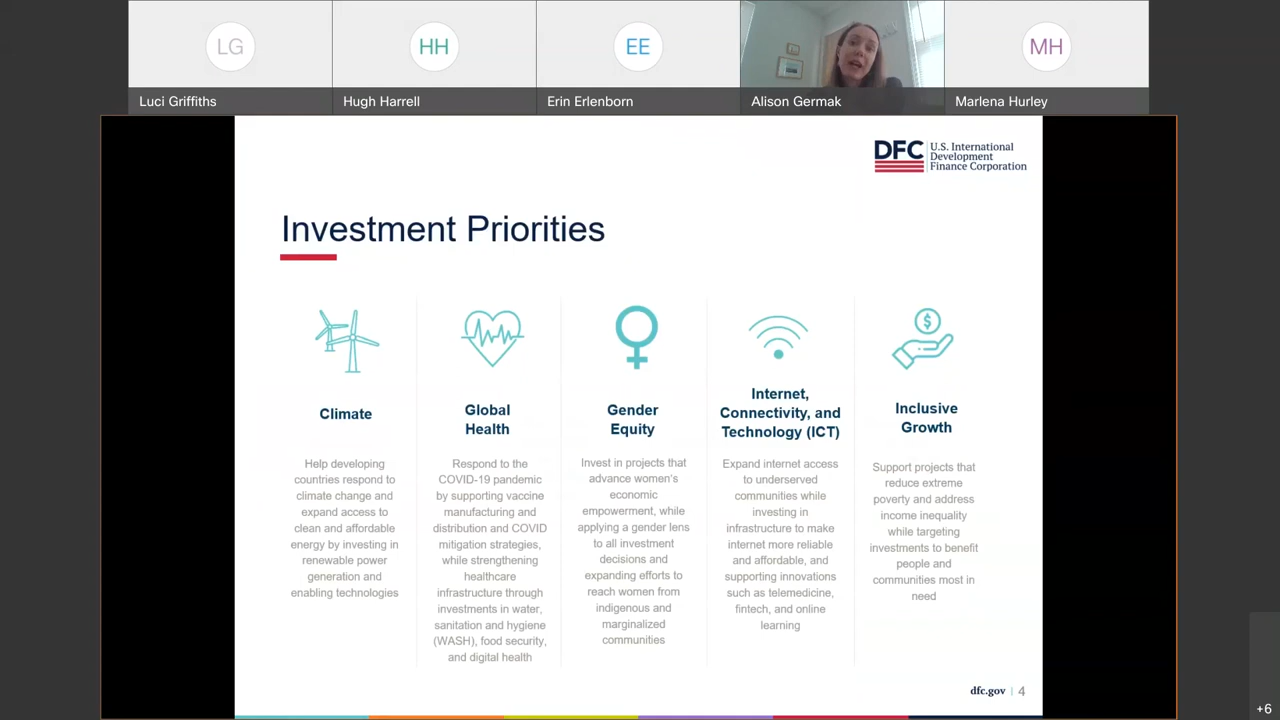 LG
HH
EE
MH
Luci Griffiths
Hugh Harrell
Erin Erlenborn
Alison Germak
Marlena Hurley
DFC
U.S. International
Development
Finance Corporation
Investment Priorities
$
Climate
Help developing
countries respond to
climate change and
expand access to
clean and affordable
energy by investing in
renewable power
generation and
enabling technologies
Global
Health
Respond to the
COVID-19 pandemic
by supporting vaccine
manufacturing and
distribution and COVID
mitigation strategies,
while strengthening
healthcare
infrastructure through
investments in water,
sanitation and hygiene
(WASH), food security,
and digital health
Gender
Equity
Invest in projects that
advance women's
economic
empowerment, while
applying a gender lens
to all investment
decisions and
expanding efforts to
reach women from
indigenous and
marginalized
communities
Internet,
Connectivity, and
Technology (ICT)
Expand internet access
to underserved
communities while
investing in
infrastructure to make
internet more reliable
and affordable, and
supporting innovations
such as telemedicine,
fintech, and online
learning
Inclusive
Growth
Support projects that
reduce extreme
poverty and address
income inequality
while targeting
investments to benefit
people and
communities most in
need
dfc.gov | 4
+6